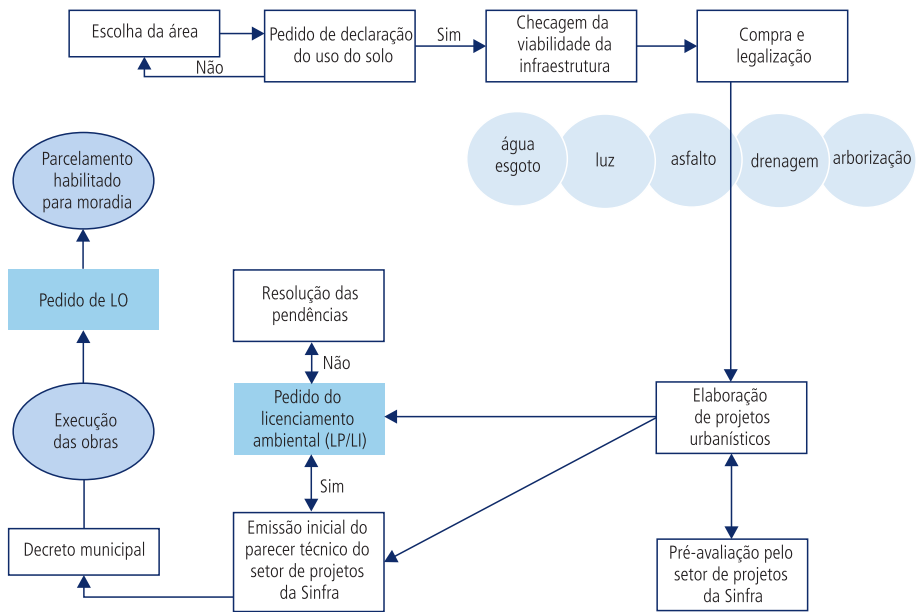 Escolha da área
Pedido de declaração
do uso do solo
Sim
Não
Checagem da
viabilidade da
infraestrutura
Compra e
legalização
água
esgoto
luz
asfalto
drenagem
arborização
Parcelamento
habilitado
para moradia
Pedido de LO
Resolução das
pendências
Não
Pedido do
licenciamento
ambiental (LP/LI)
Sim
Elaboração
de projetos
urbanísticos
Execução
das obras
Decreto municipal
Emissão inicial do
parecer técnico do
setor de projetos
da Sinfra
Pré-avaliação pelo
setor de projetos
da Sinfra